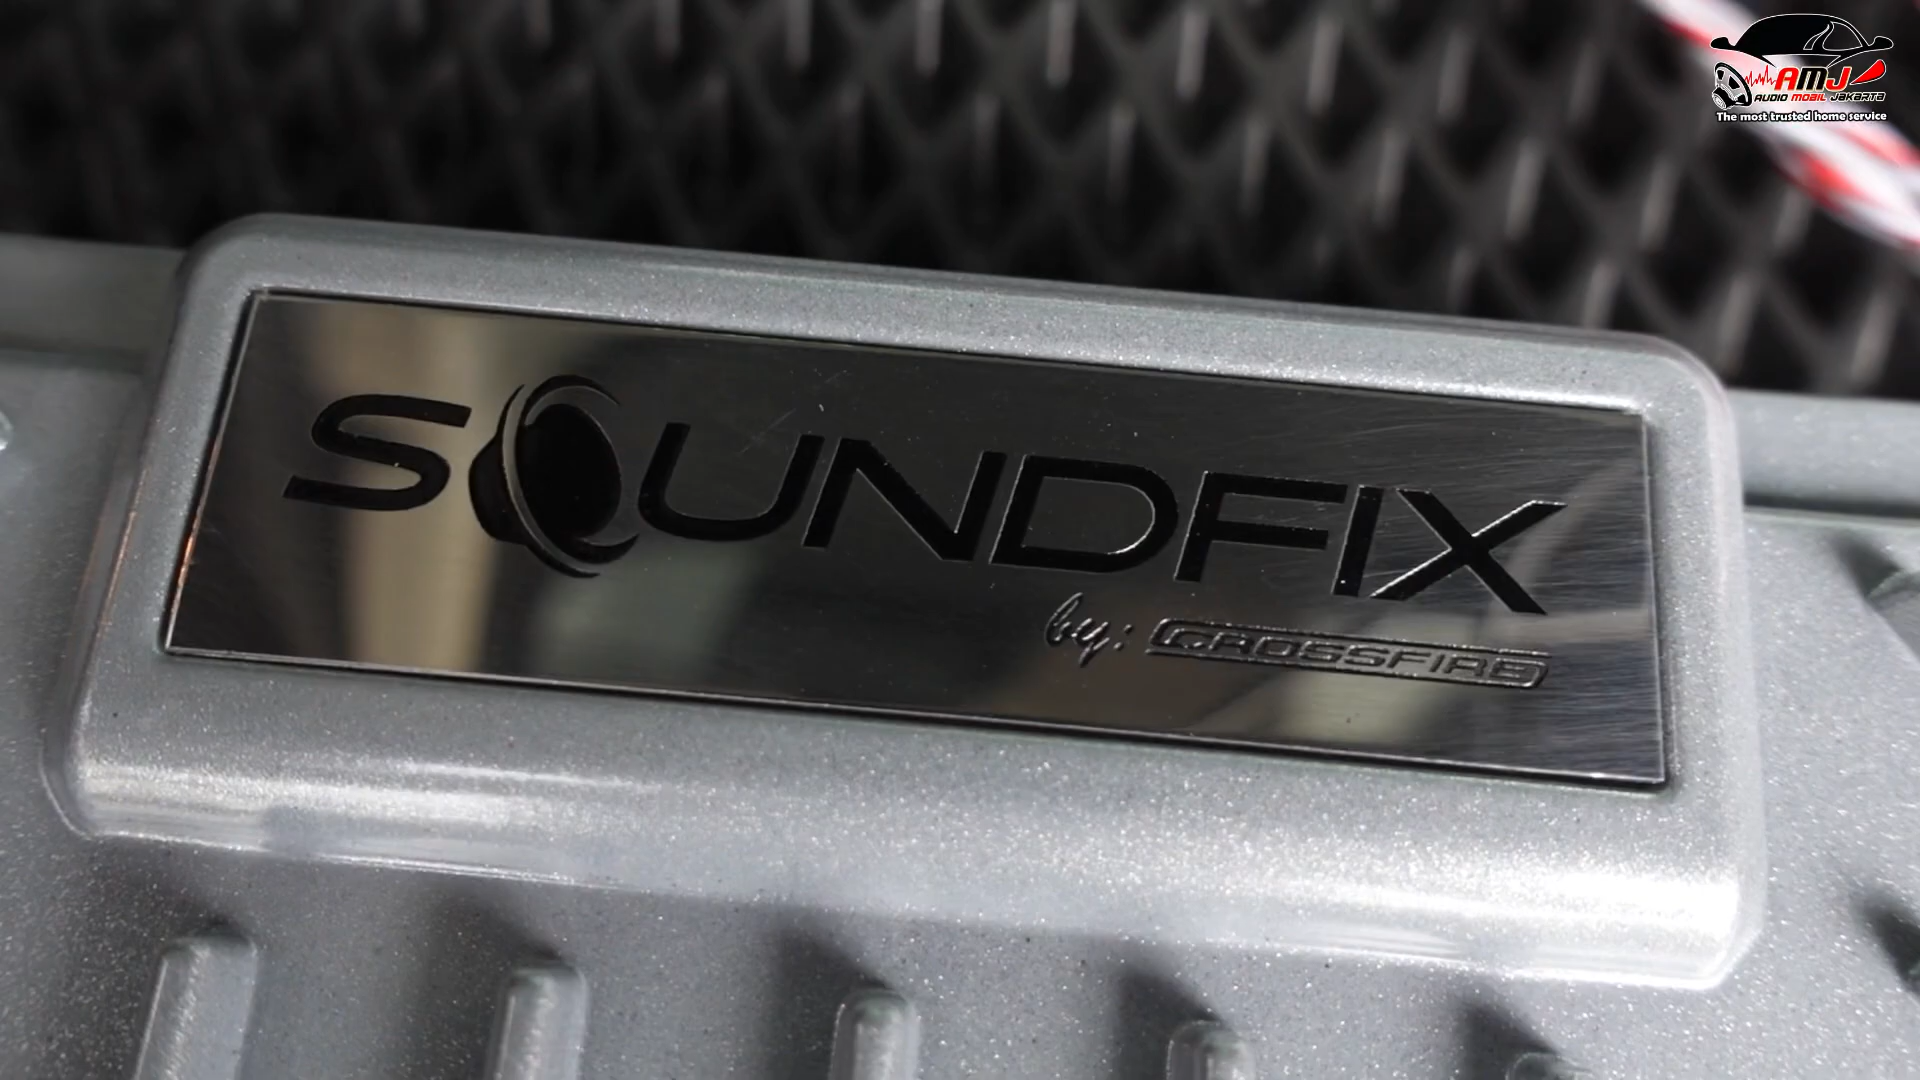 AMJ
AUDIO MOBIL JAKARTA
The most trusted home service
SOUNDFIX
by: CROSSFIRE